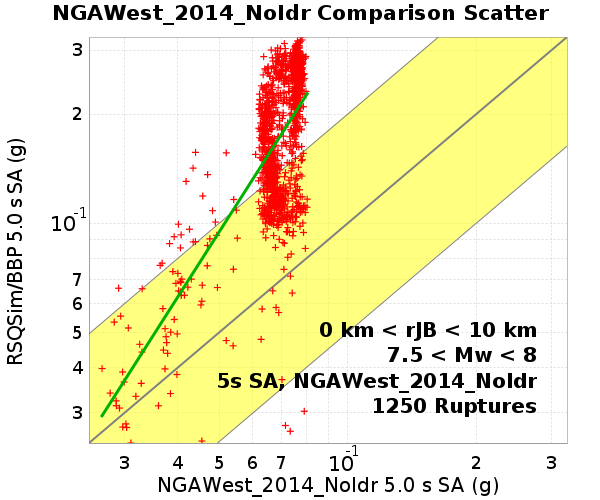 NGAWest_2014_NoIdr Comparison Scatter
RSQSim/BBP 5.0 s SA (g)
3
2
10⁻¹
7
6
5
4
3
0 km < rJB < 10 km
7.5 < Mw < 8
5s SA, NGAWest_2014_NoIdr
1250 Ruptures
3 4 5 6 7 10⁻¹ 2 3
NGAWest_2014_NoIdr 5.0 s SA (g)